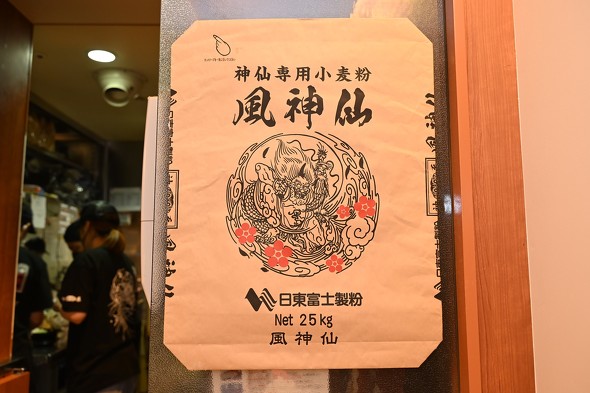 神仙専用小麦粉
風神仙
日東富士製粉
Net 25kg
風神仙